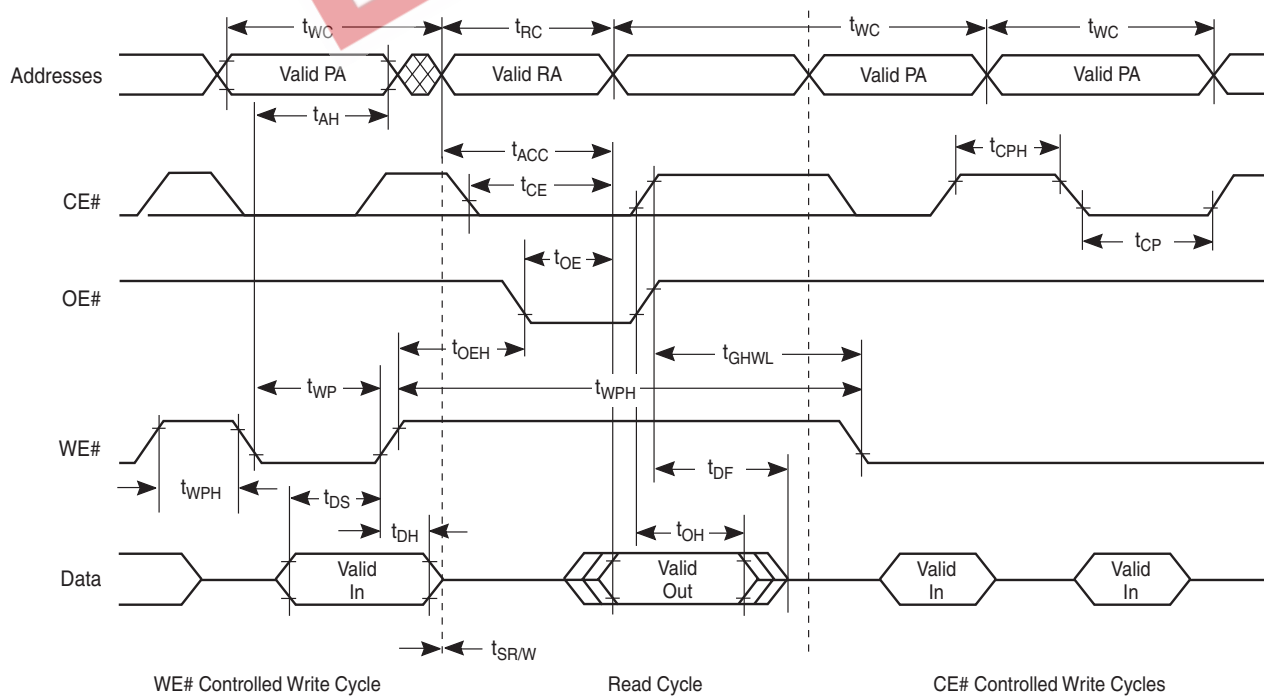 tWC tRC tWC tWC
Addresses Valid PA Valid RA Valid PA Valid PA
tAH
tACC tCPH
CE# tCE
tCP
tOE
OE#
tOEH tGHWL
tWP tWPH
WE#
tWPH tDS tDF
tDH tOH
Data Valid In Valid Out Valid In Valid In
tSR/W
WE# Controlled Write Cycle Read Cycle CE# Controlled Write Cycles